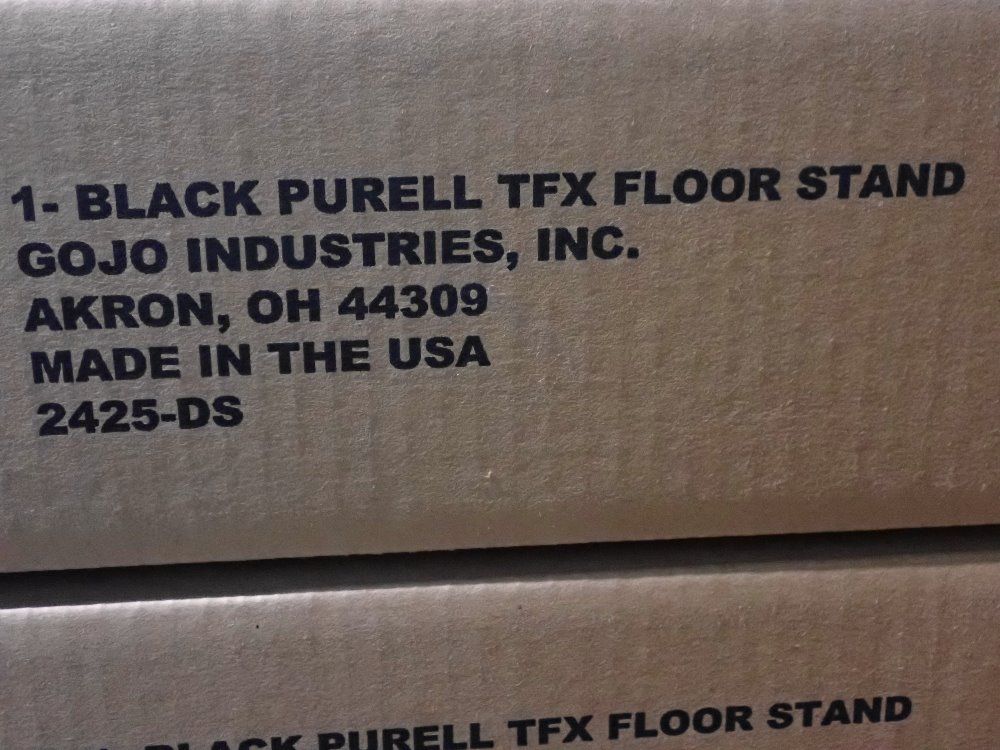 1- BLACK PURELL TFX FLOOR STAND
GOJO INDUSTRIES, INC.
AKRON, OH 44309
MADE IN THE USA
2425-DS
BLACK PURELL TFX FLOOR STAND